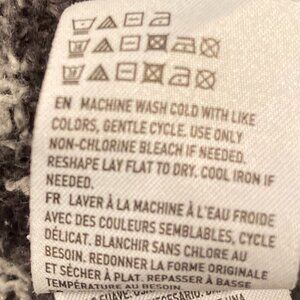 EN MACHINE WASH COLD WITH LIKE
COLORS, GENTLE CYCLE. USE ONLY
NON-CHLORINE BLEACH IF NEEDED.
RESHAPE LAY FLAT TO DRY. COOL IRON IF
NEEDED.
FR LAVER À LA MACHINE À L'EAU FROIDE
AVEC DES COULEURS SEMBLABLES, CYCLE
DÉLICAT. BLANCHIR SANS CHLORE AU
BESOIN. REDONNER LA FORME ORIGINALE
ET SÉCHER À PLAT. REPASSER À BASSE
TEMPÉRATURE AU BESOIN.
SUAVE.